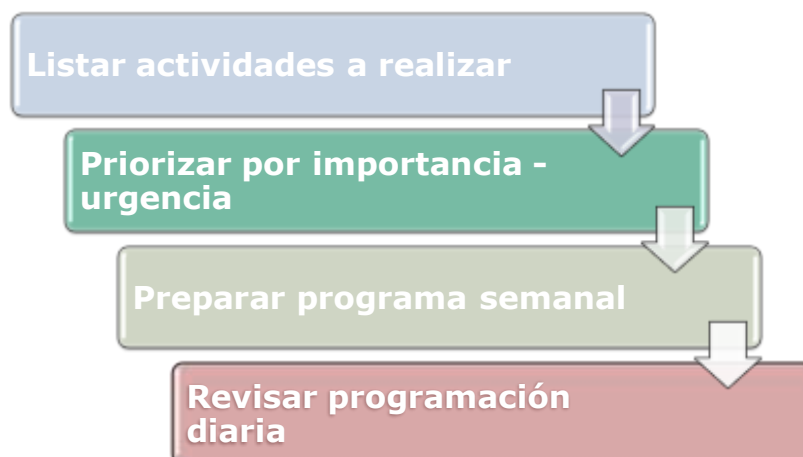 Listar actividades a realizar
Priorizar por importancia -
urgencia
Preparar programa semanal
Revisar programación
diaria